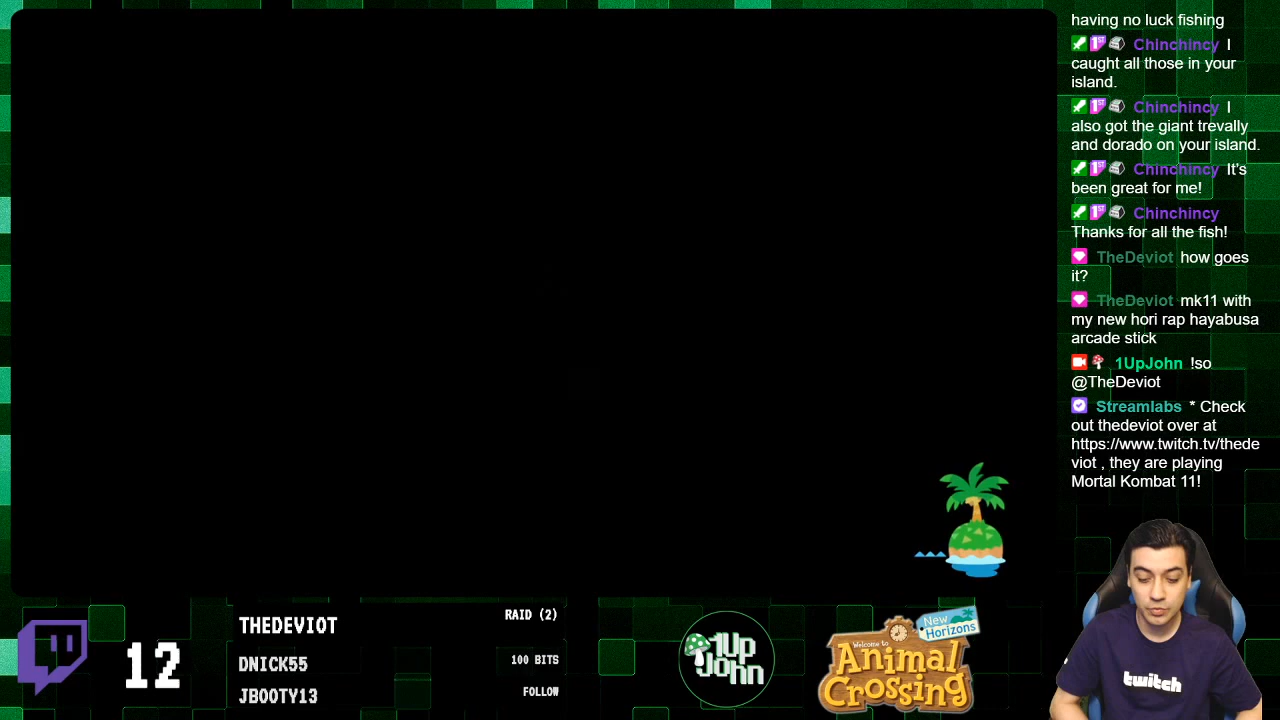 having no luck fishing
Chinchincy I
caught all those in your
island.
Chinchincy I
also got the giant trevally
and dorado on your island.
Chinchincy It's
been great for me!
Chinchincy
Thanks for all the fish!
TheDeviot how goes
it?
TheDeviot mk11 with
my new hori rap hayabusa
arcade stick
1UpJohn !so
@TheDeviot
Streamlabs * Check
out thedeviot over at
https://www.twitch.tv/thede
viot , they are playing
Mortal Kombat 11!
12
THEDEVIOT RAID (2)
DNICK55 100 BITS
JBOOTY13 FOLLOW
1Up
John
Welcome to
Animal
Crossing
New
Horizons
twitch